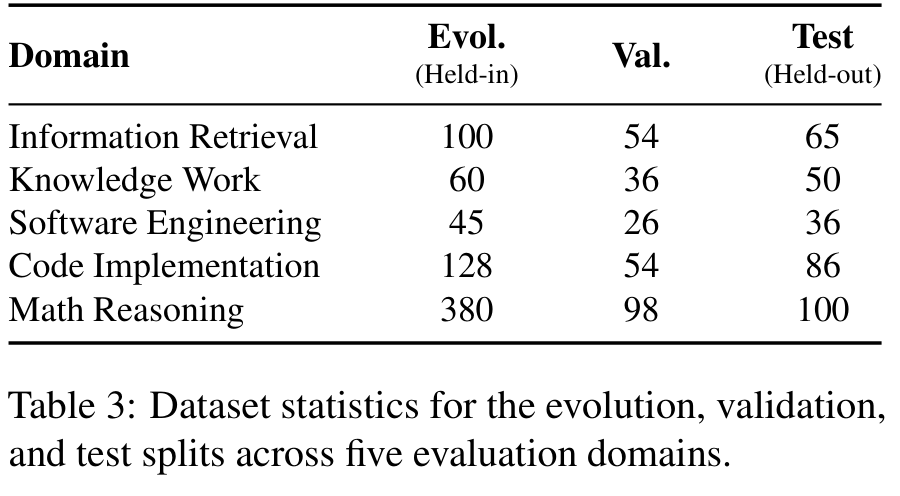 Domain Evol. (Held-in) Val. Test (Held-out)
Information Retrieval 100 54 65
Knowledge Work 60 36 50
Software Engineering 45 26 36
Code Implementation 128 54 86
Math Reasoning 380 98 100
Table 3: Dataset statistics for the evolution, validation,
and test splits across five evaluation domains.